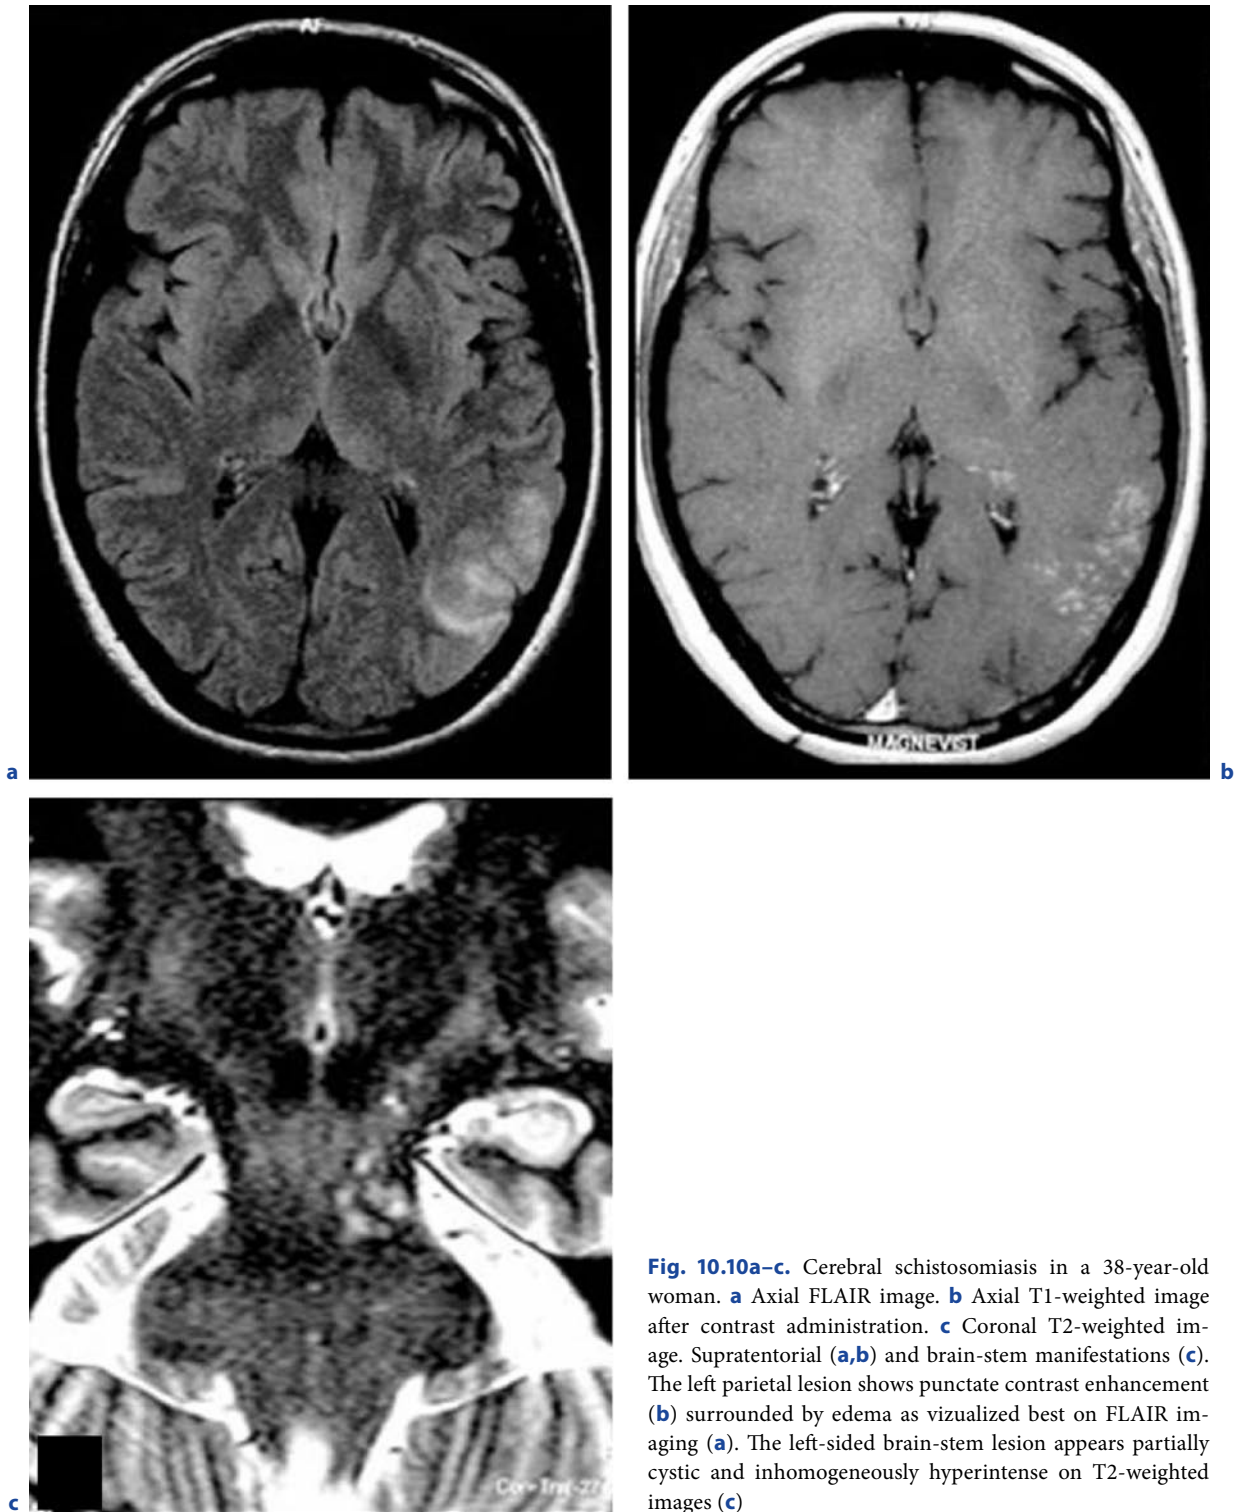 a
b
MAGNEVIST
c
Fig. 10.10a–c. Cerebral schistosomiasis in a 38-year-old
woman. a Axial FLAIR image. b Axial T1-weighted image
after contrast administration. c Coronal T2-weighted im-
age. Supratentorial (a,b) and brain-stem manifestations (c).
The left parietal lesion shows punctate contrast enhancement
(b) surrounded by edema as vizualized best on FLAIR im-
aging (a). The left-sided brain-stem lesion appears partially
cystic and inhomogeneously hyperintense on T2-weighted
images (c)